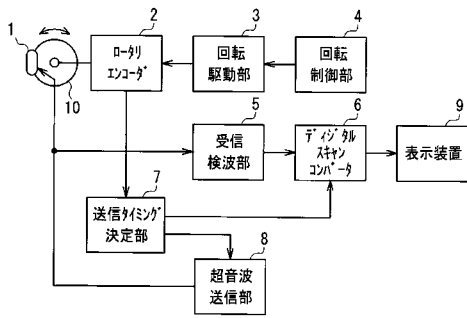 1
2
3
4
ロータリ
エンコーダ
回転
駆動部
回転
制御部
10
5
6
9
受信
検波部
ディジタル
スキャン
コンバータ
表示装置
7
送信タイミング
決定部
8
超音波
送信部